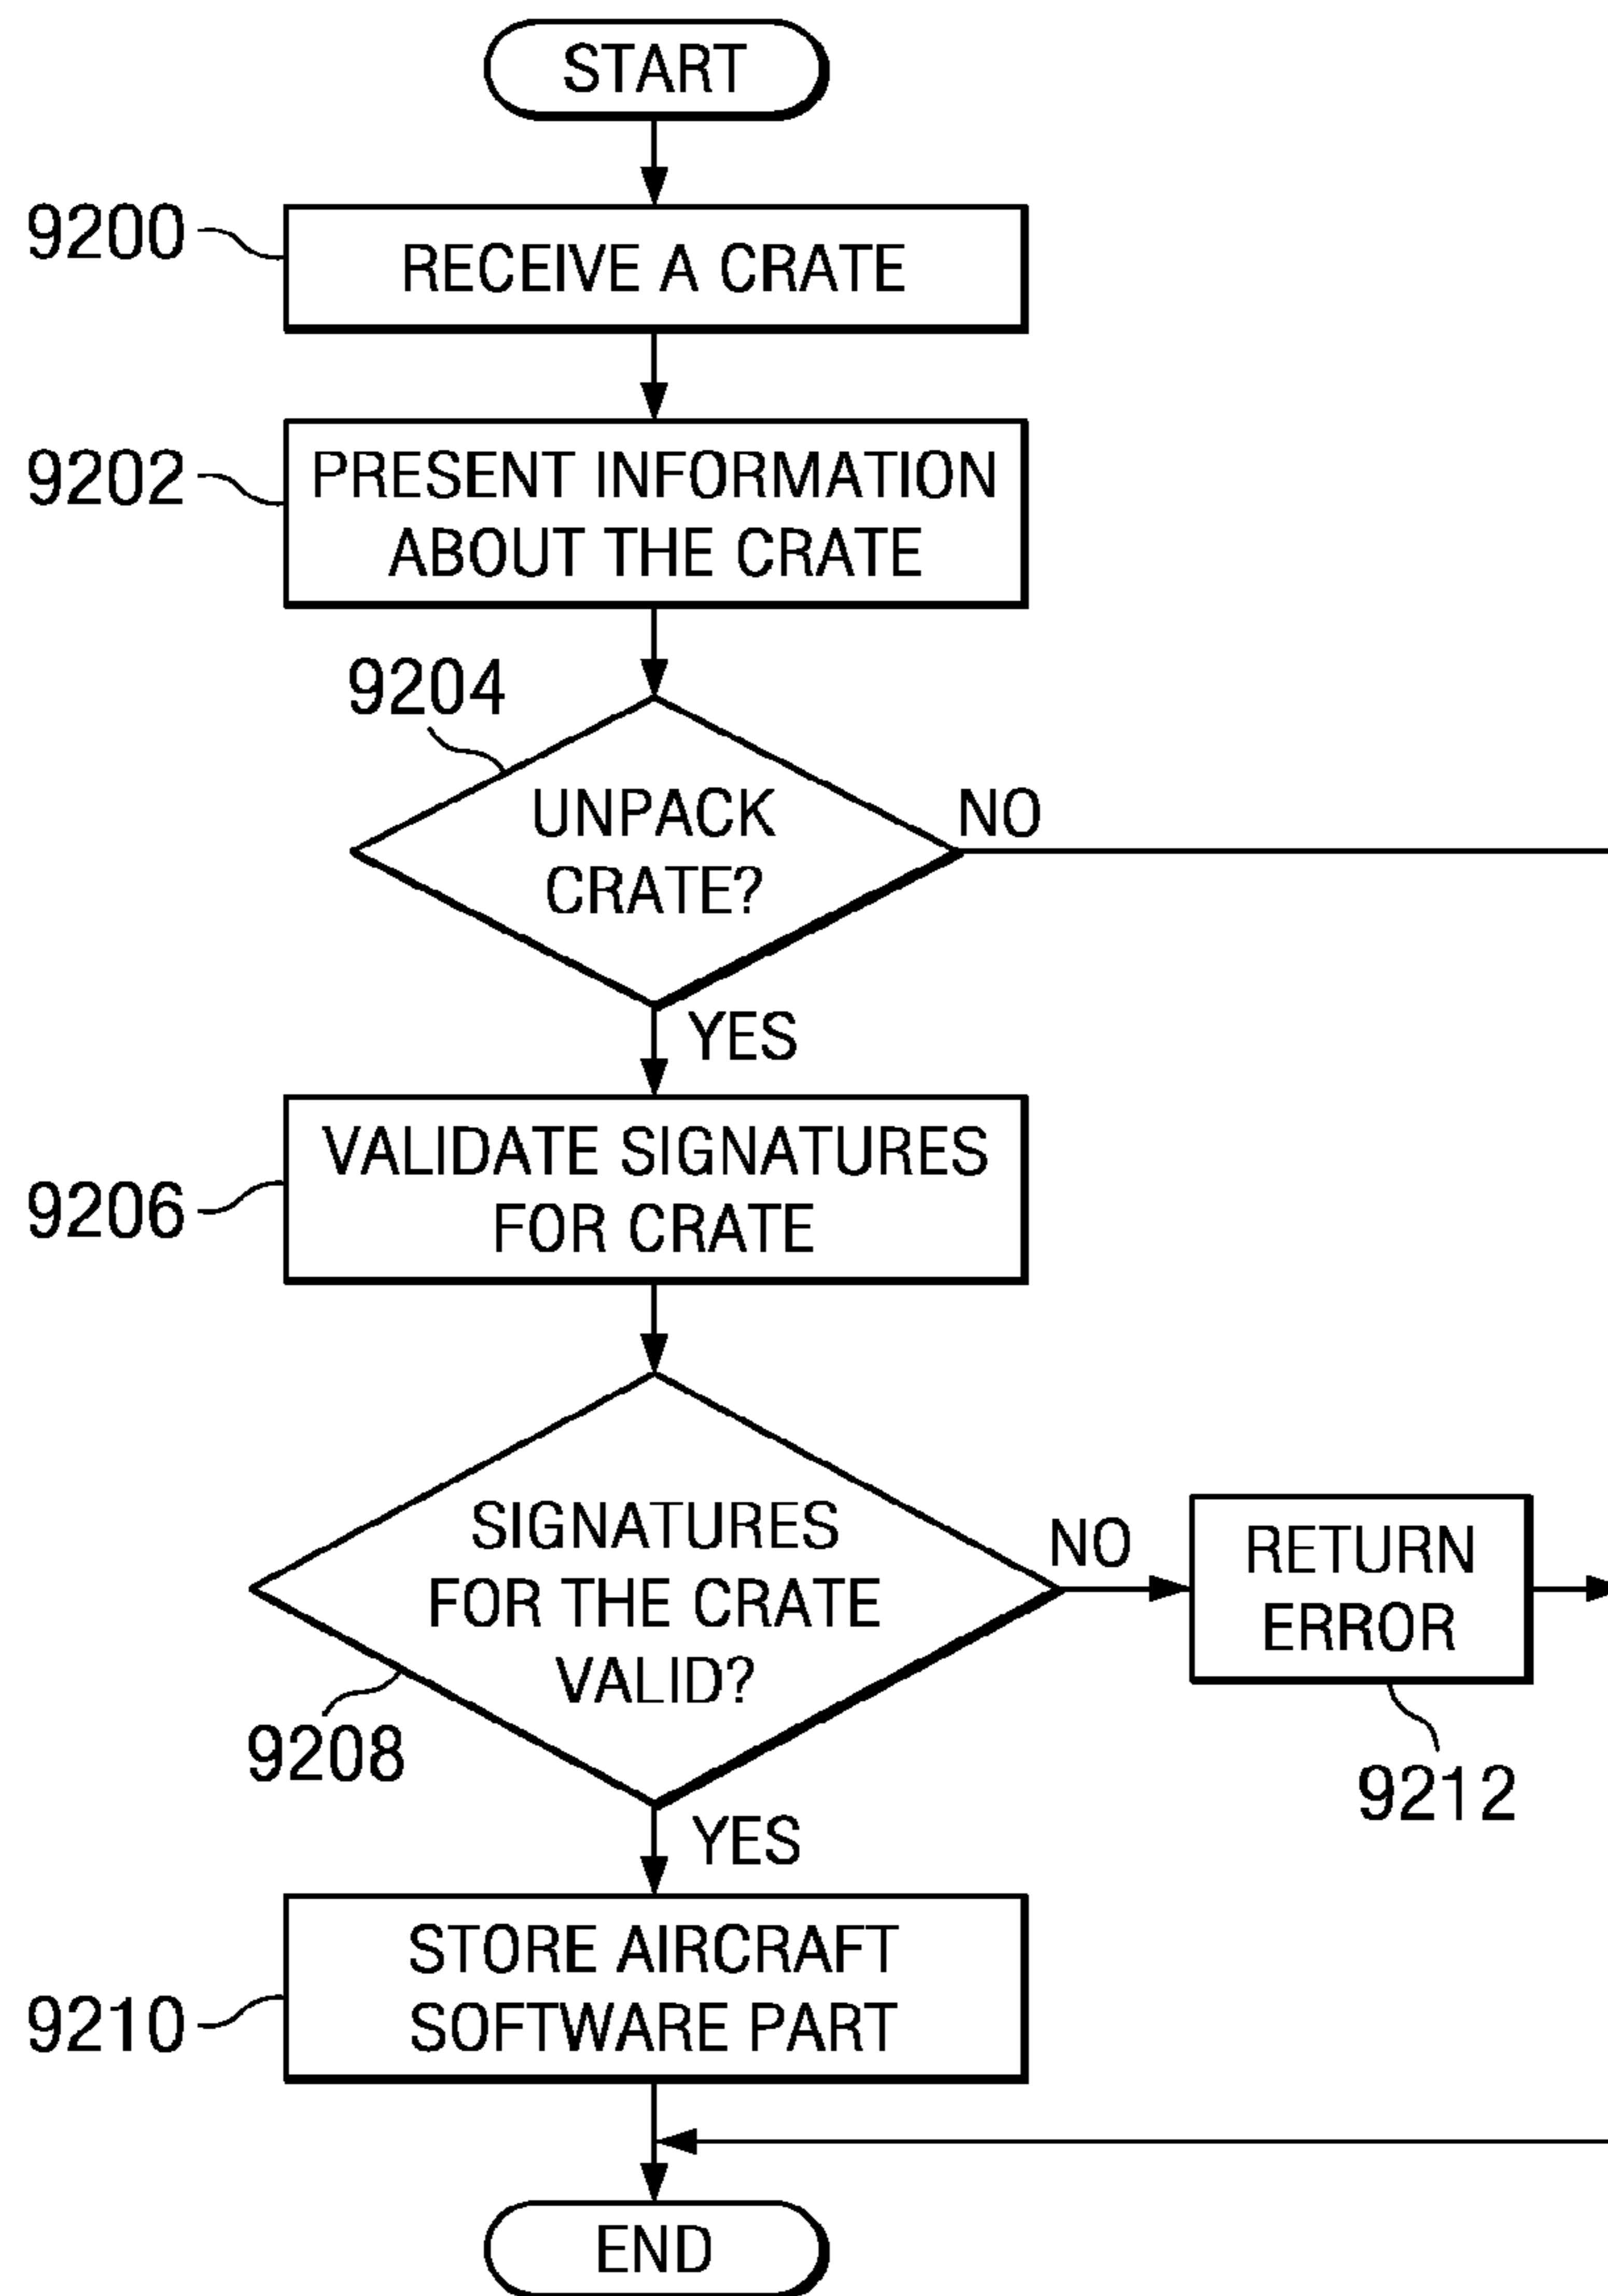 START
9200
RECEIVE A CRATE
9202
PRESENT INFORMATION
ABOUT THE CRATE
9204
UNPACK
CRATE?
NO
YES
VALIDATE SIGNATURES
FOR CRATE
9206
SIGNATURES
FOR THE CRATE
VALID?
NO
RETURN
ERROR
9208
9212
YES
STORE AIRCRAFT
SOFTWARE PART
9210
END